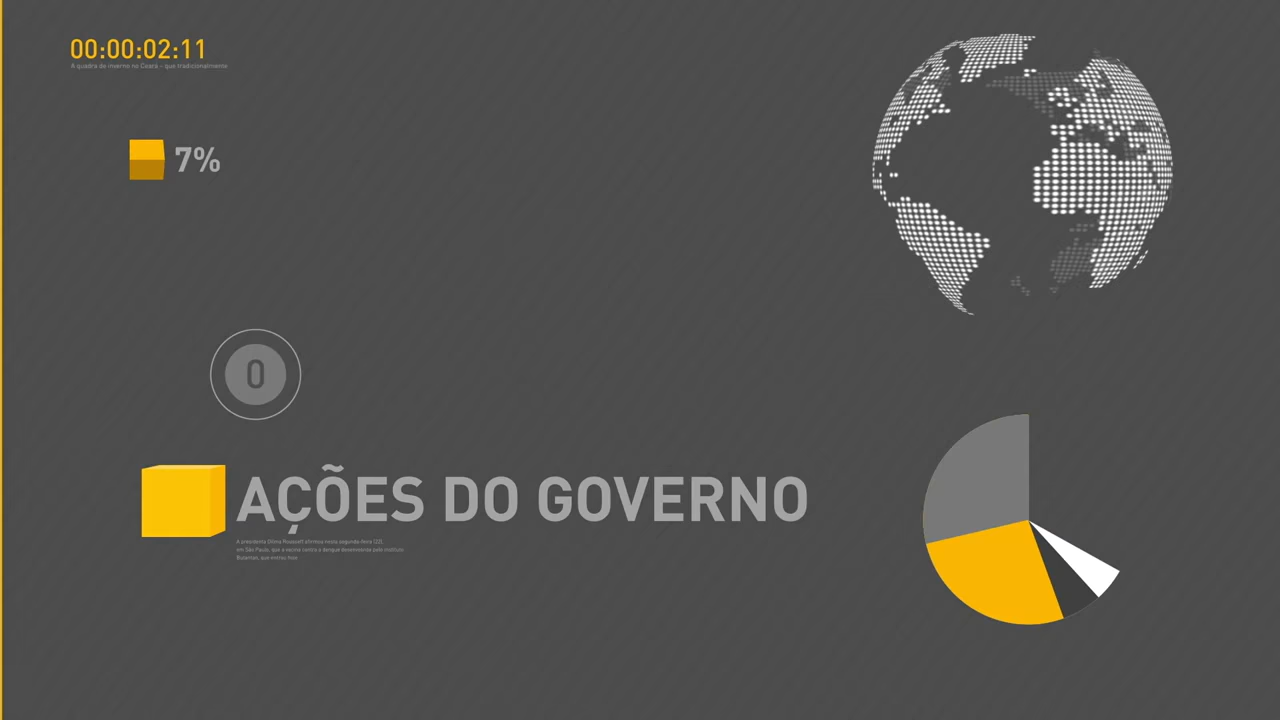 00:00:02:11
A quadra de inverno no Ceará – que tradicionalmente
7%
0
AÇÕES DO GOVERNO
A presidenta Dilma Rousseff afirmou nesta segunda-feira (22),
em São Paulo, que a vacina contra a dengue desenvolvida pelo Instituto
Butantan, que entrou hoje